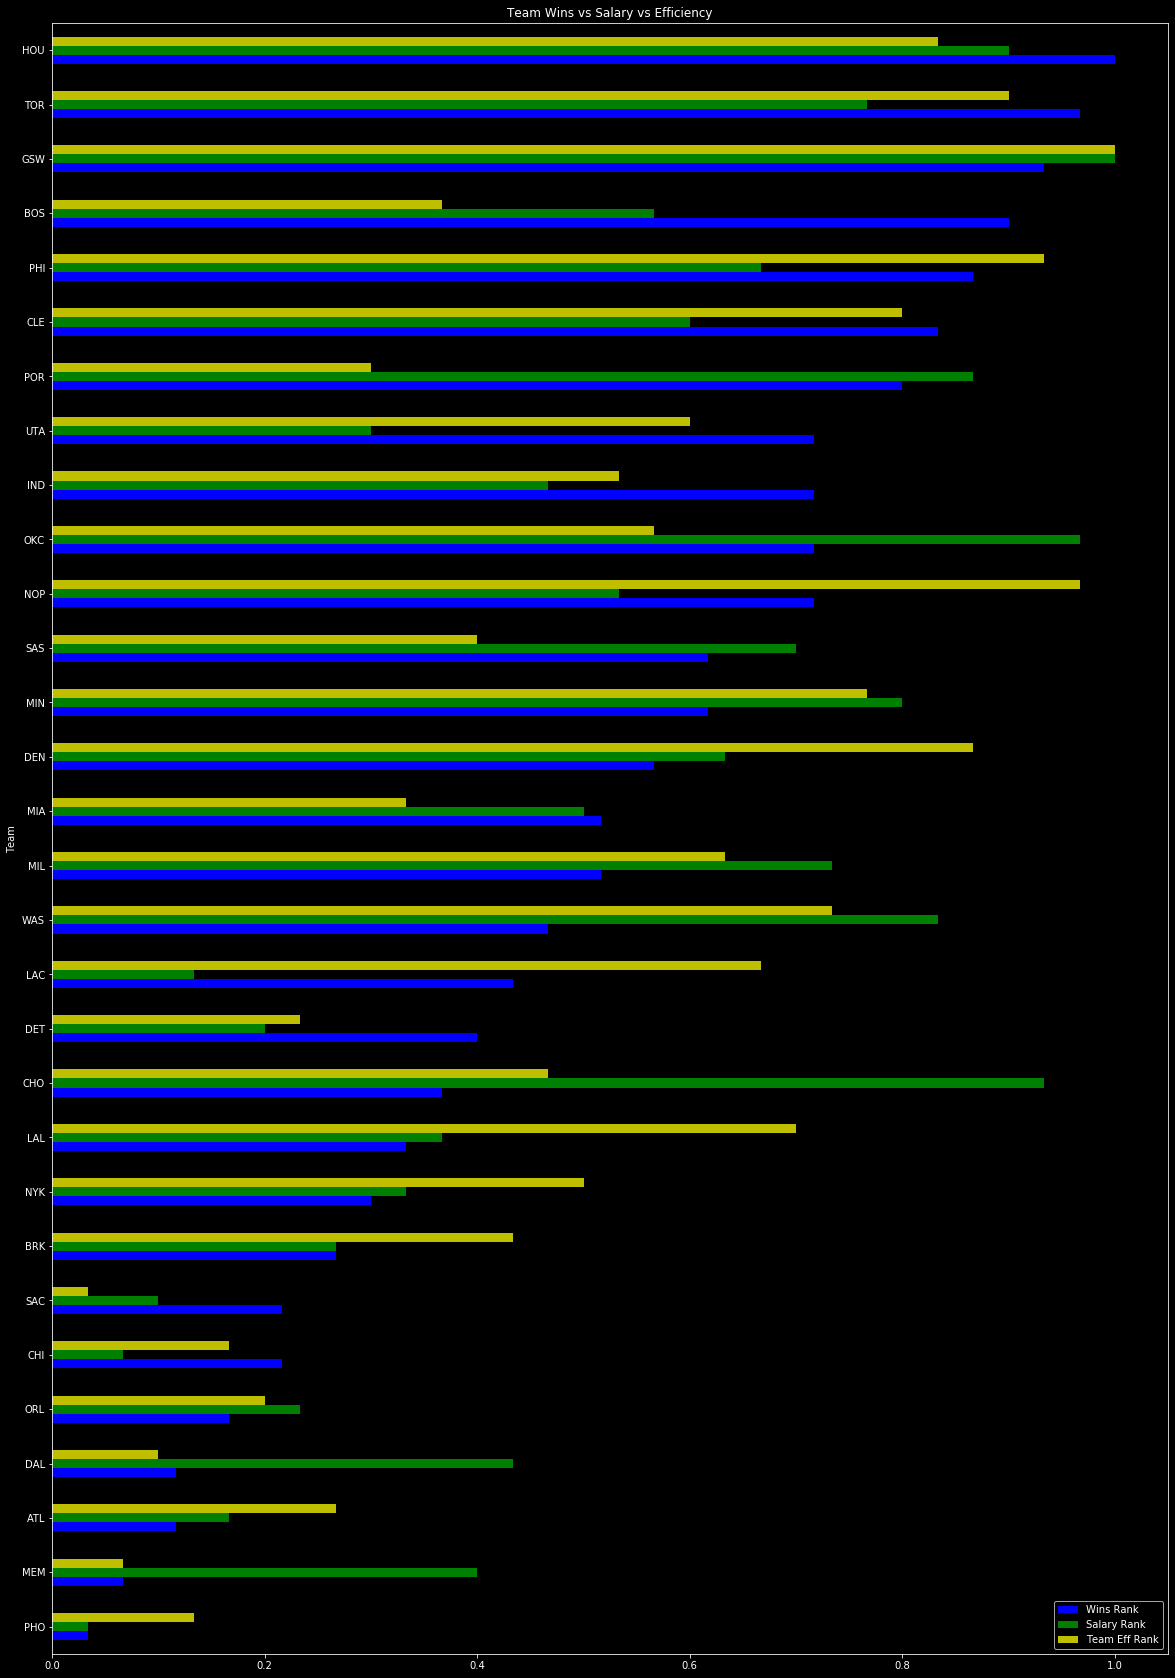 Team Wins vs Salary vs Efficiency
HOU
TOR
GSW
BOS
PHI
CLE
POR
UTA
IND
OKC
NOP
SAS
MIN
DEN
MIA
Team
MIL
WAS
LAC
DET
CHO
LAL
NYK
BRK
SAC
CHI
ORL
DAL
ATL
MEM
PHO
Wins Rank
Salary Rank
Team Eff Rank
0.0 0.2 0.4 0.6 0.8 1.0